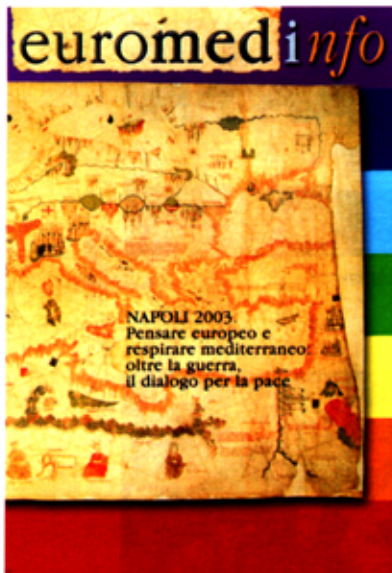 euromedinfo
NAPOLI 2003
Pensare europeo e
respirare mediterraneo:
oltre la guerra,
il dialogo per la pace